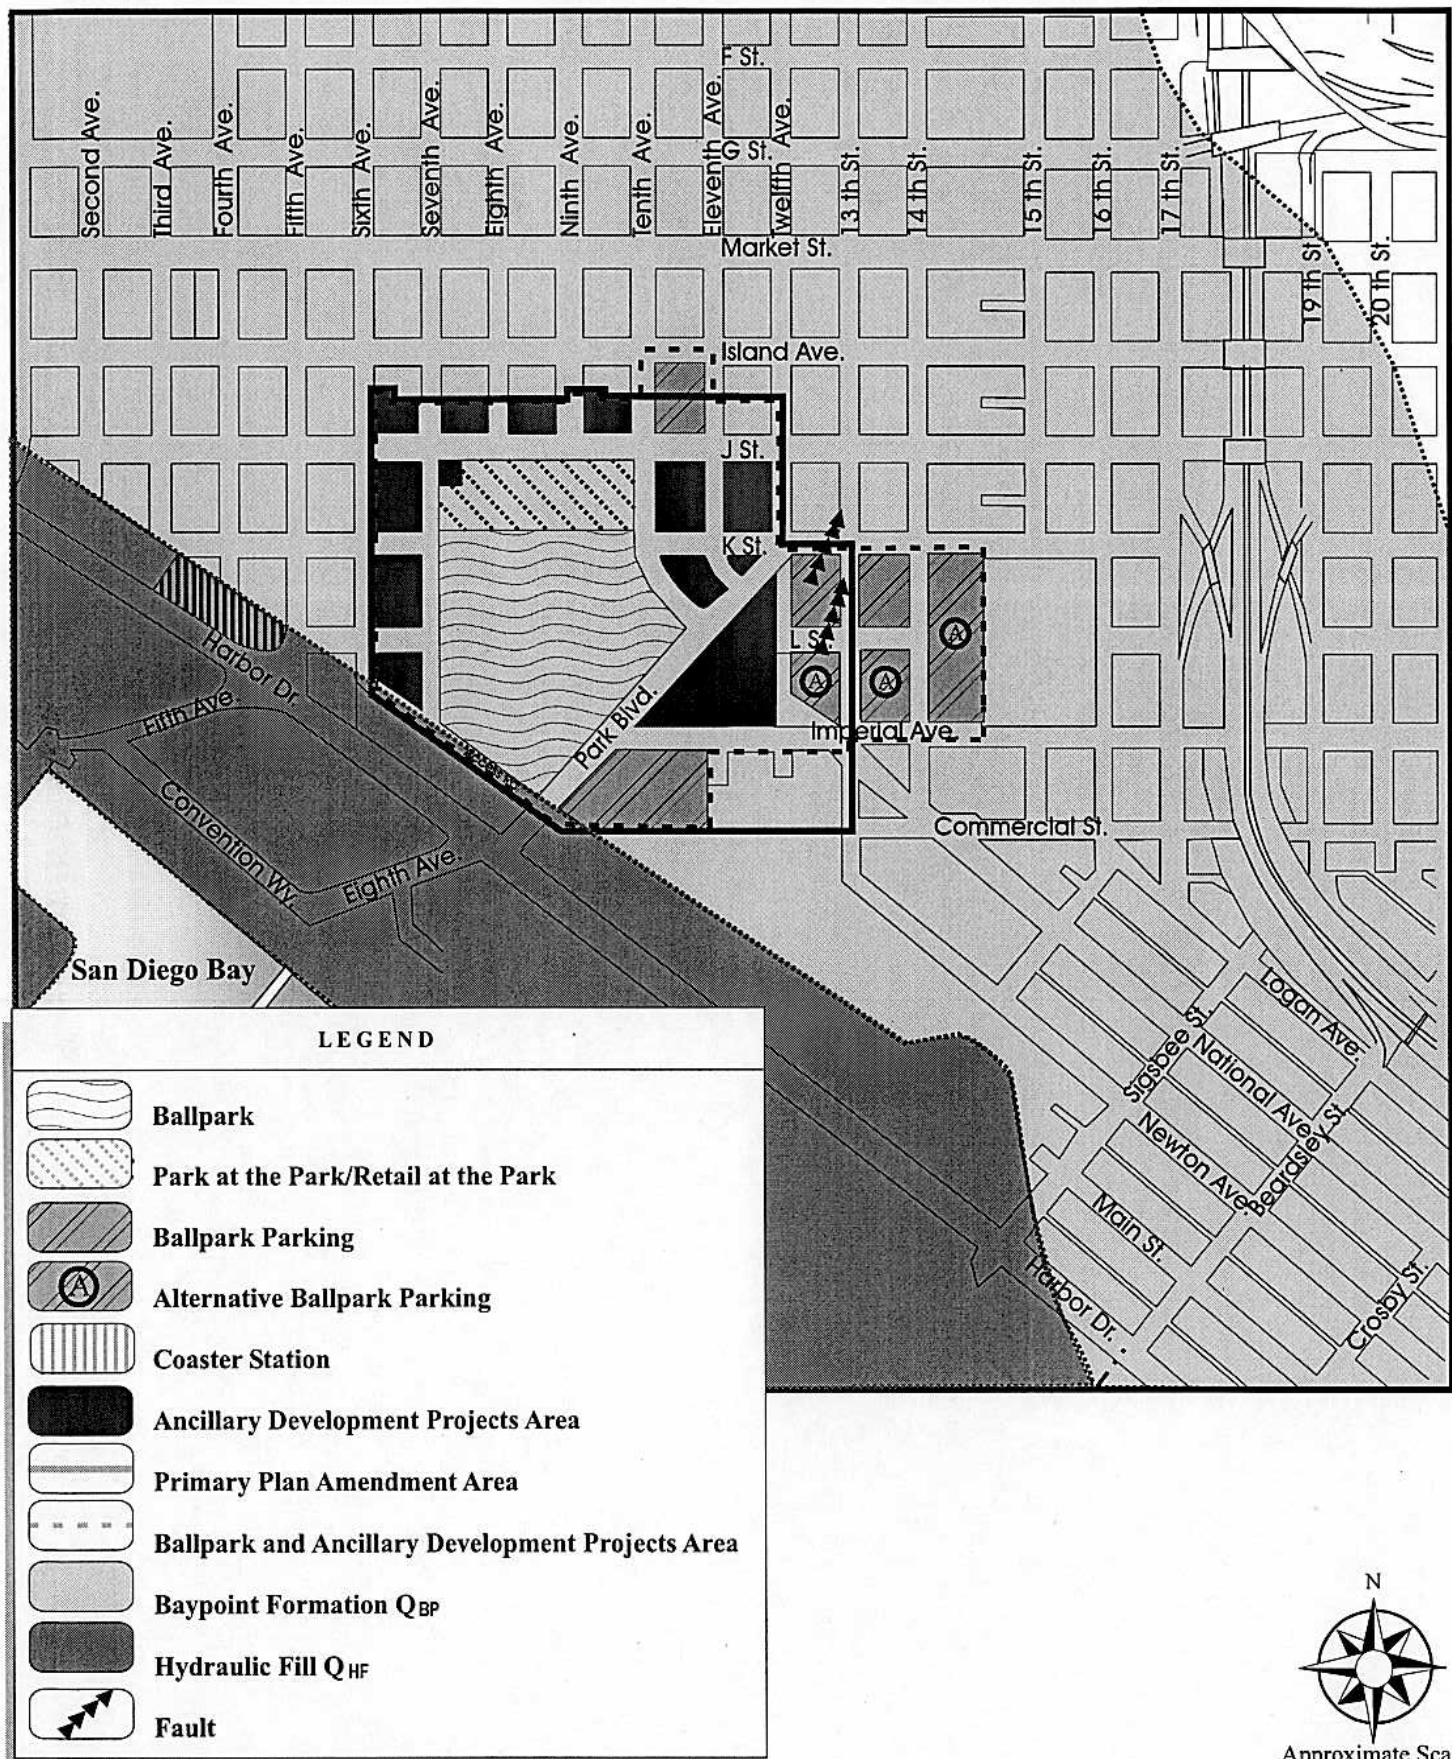 F St.
Second Ave.
Third Ave.
Fourth Ave.
Fifth Ave.
Sixth Ave.
Seventh Ave.
Eighth Ave.
Ninth Ave.
Tenth Ave.
Eleventh Ave.
Twelfth Ave.
G St.
13 th St.
14 th St.
15 th St.
16 th St.
17 th St.
Market St.
19 th St
20 th St.
Island Ave.
J St.
K St.
L St.
A
A
A
Harbor Dr.
Fifth Ave.
Park Blvd.
Imperial Ave.
Convention Wy.
Eighth Ave.
Commercial St.
San Diego Bay
Logan Ave.
Sigsbee St.
National Ave.
Beardsley St.
Newton Ave.
Main St.
Harbor Dr.
Crosby St.
LEGEND
Ballpark
Park at the Park/Retail at the Park
Ballpark Parking
A
Alternative Ballpark Parking
Coaster Station
Ancillary Development Projects Area
Primary Plan Amendment Area
Ballpark and Ancillary Development Projects Area
Baypoint Formation Q BP
Hydraulic Fill Q HF
Fault
N
Approximate Sca